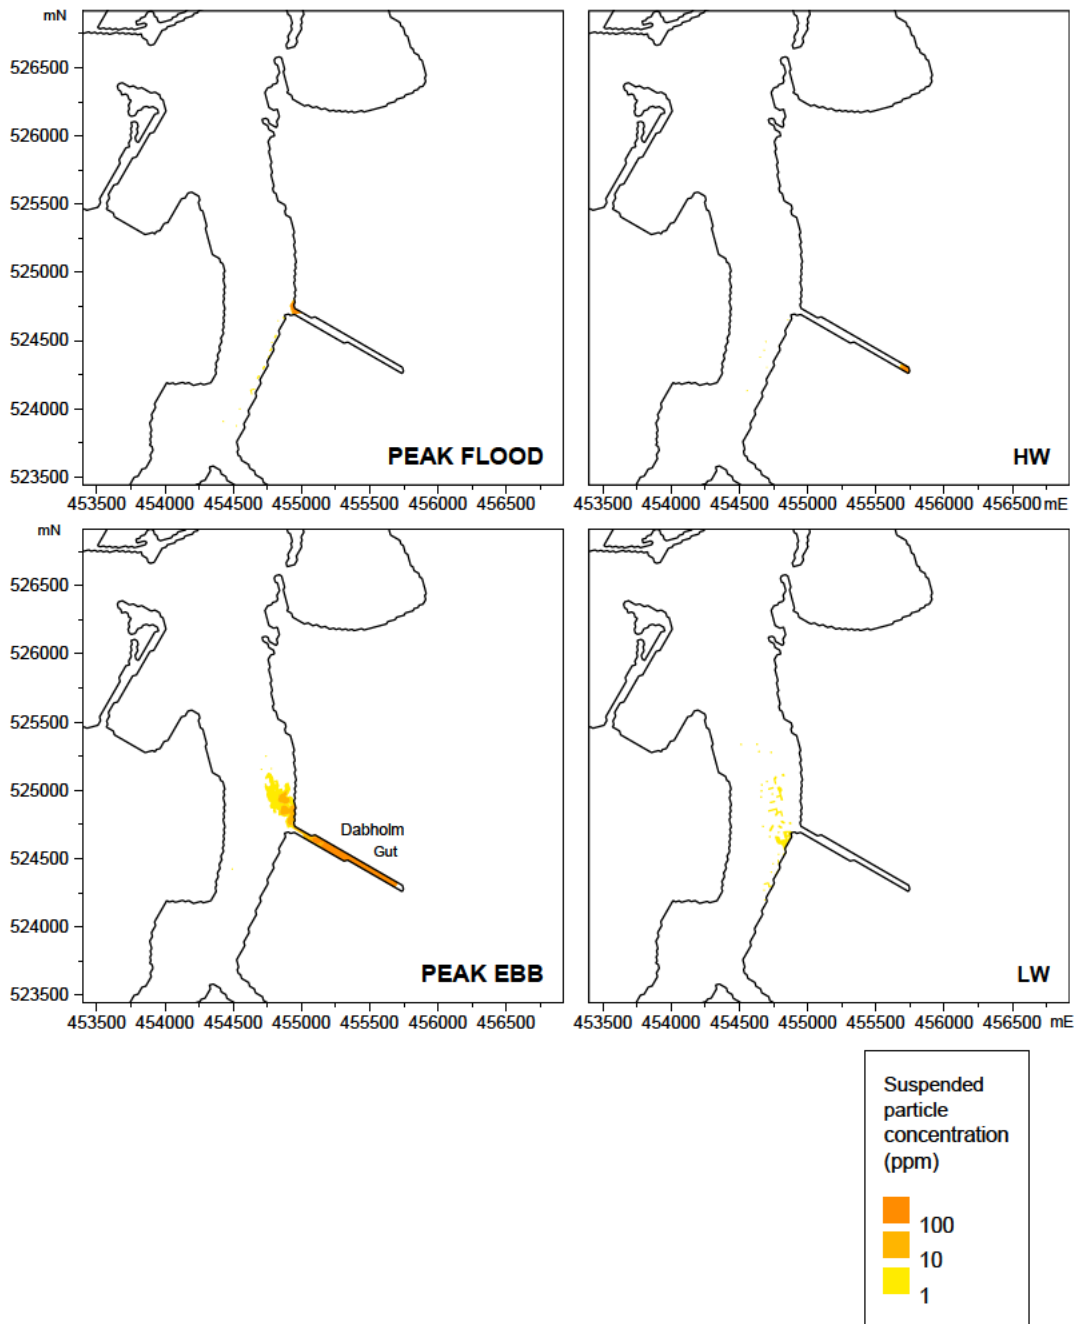 mN
526500
526000
525500
525000
524500
524000
523500
PEAK FLOOD
HW
453500 454000 454500 455000 455500 456000 456500
453500 454000 454500 455000 455500 456000 456500 mE
mN
526500
526000
525500
525000
524500
524000
523500
Dabholm
Gut
PEAK EBB
LW
453500 454000 454500 455000 455500 456000 456500
453500 454000 454500 455000 455500 456000 456500 mE
Suspended
particle
concentration
(ppm)
100
10
1